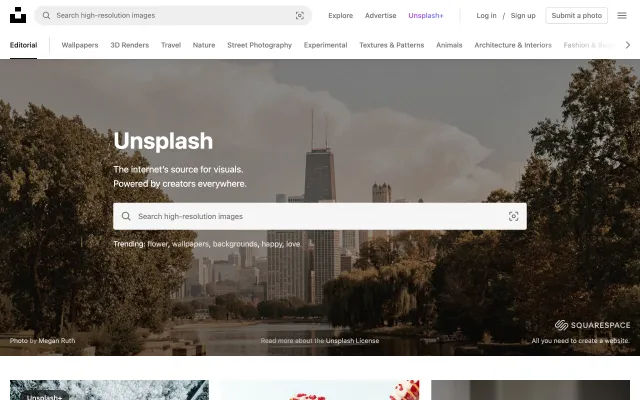 Search high-resolution images
Explore
Advertise
Unsplash+
Log in / Sign up
Submit a photo
Editorial
Wallpapers
3D Renders
Travel
Nature
Street Photography
Experimental
Textures & Patterns
Animals
Architecture & Interiors
Fashion &
Unsplash
The internet's source for visuals.
Powered by creators everywhere.
Search high-resolution images
Trending: flower, wallpapers, backgrounds, happy, love
SQUARESPACE
Photo by Megan Ruth
Read more about the Unsplash License
All you need to create a website.
Unsplash+